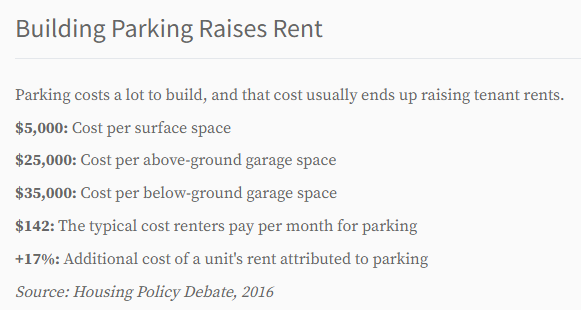 Building Parking Raises Rent
Parking costs a lot to build, and that cost usually ends up raising tenant rents.
$5,000: Cost per surface space
$25,000: Cost per above-ground garage space
$35,000: Cost per below-ground garage space
$142: The typical cost renters pay per month for parking
+17%: Additional cost of a unit's rent attributed to parking
Source: Housing Policy Debate, 2016